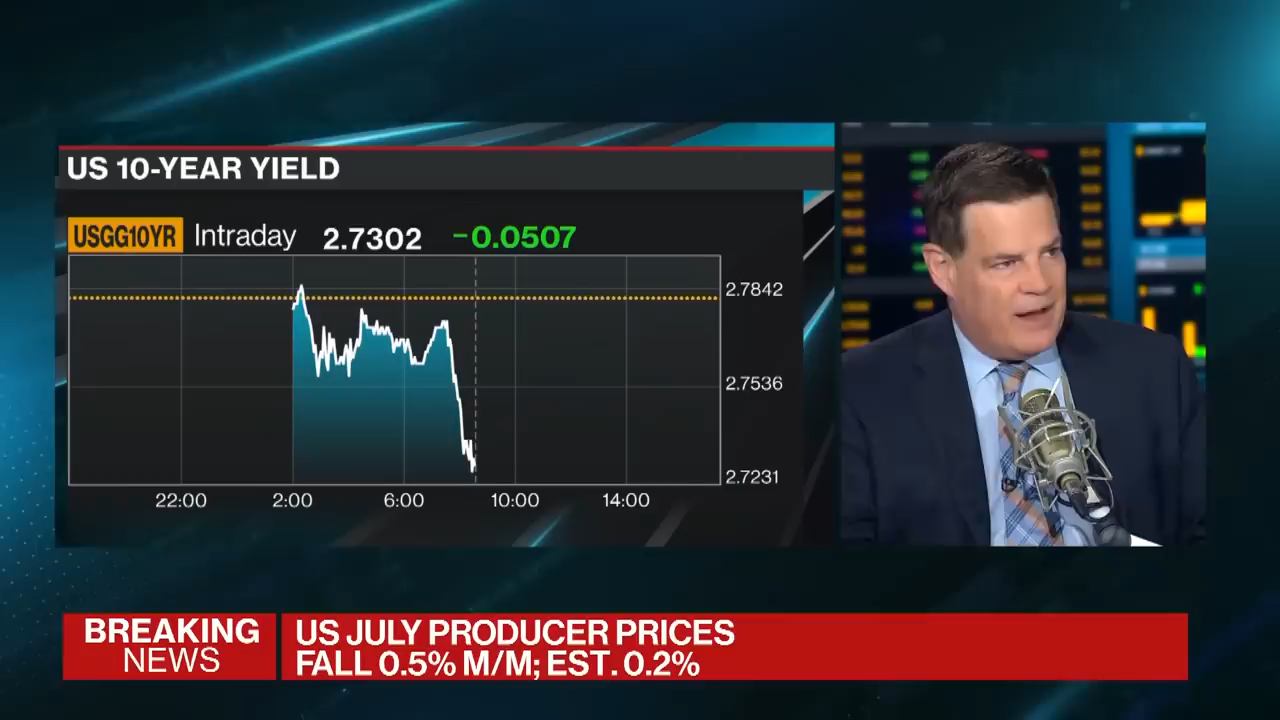 US 10-YEAR YIELD
USGG10YR Intraday 2.7302 -0.0507
2.7842
2.7536
2.7231
22:00 2:00 6:00 10:00 14:00
BREAKING
NEWS
US JULY PRODUCER PRICES
FALL 0.5% M/M; EST. 0.2%